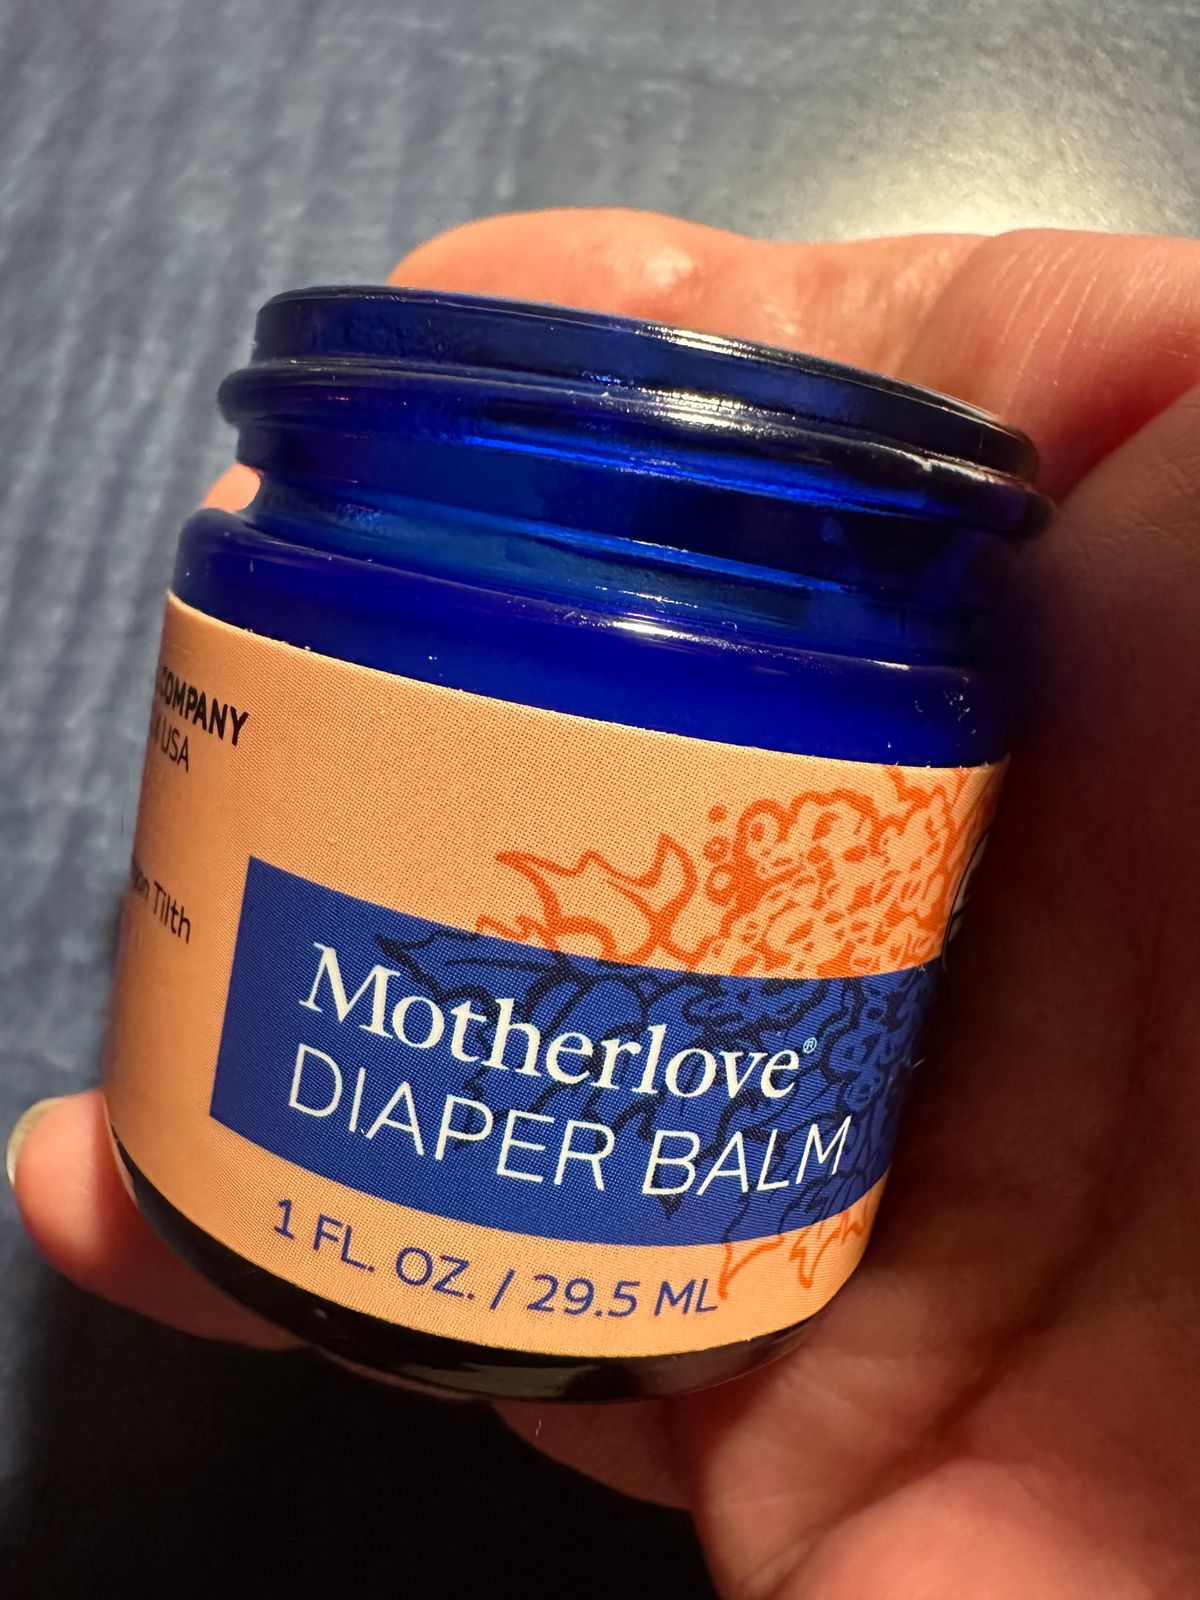 COMPANY
USA
Tilth
Motherlove®
DIAPER BALM
1 FL. OZ. / 29.5 ML